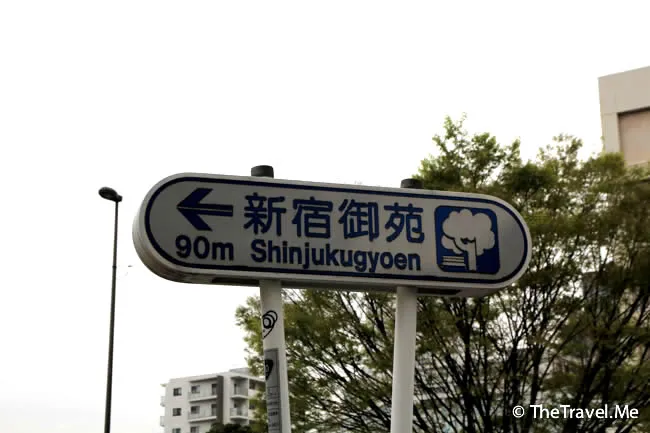 新宿御苑
90m Shinjukugyoen
© TheTravel.Me